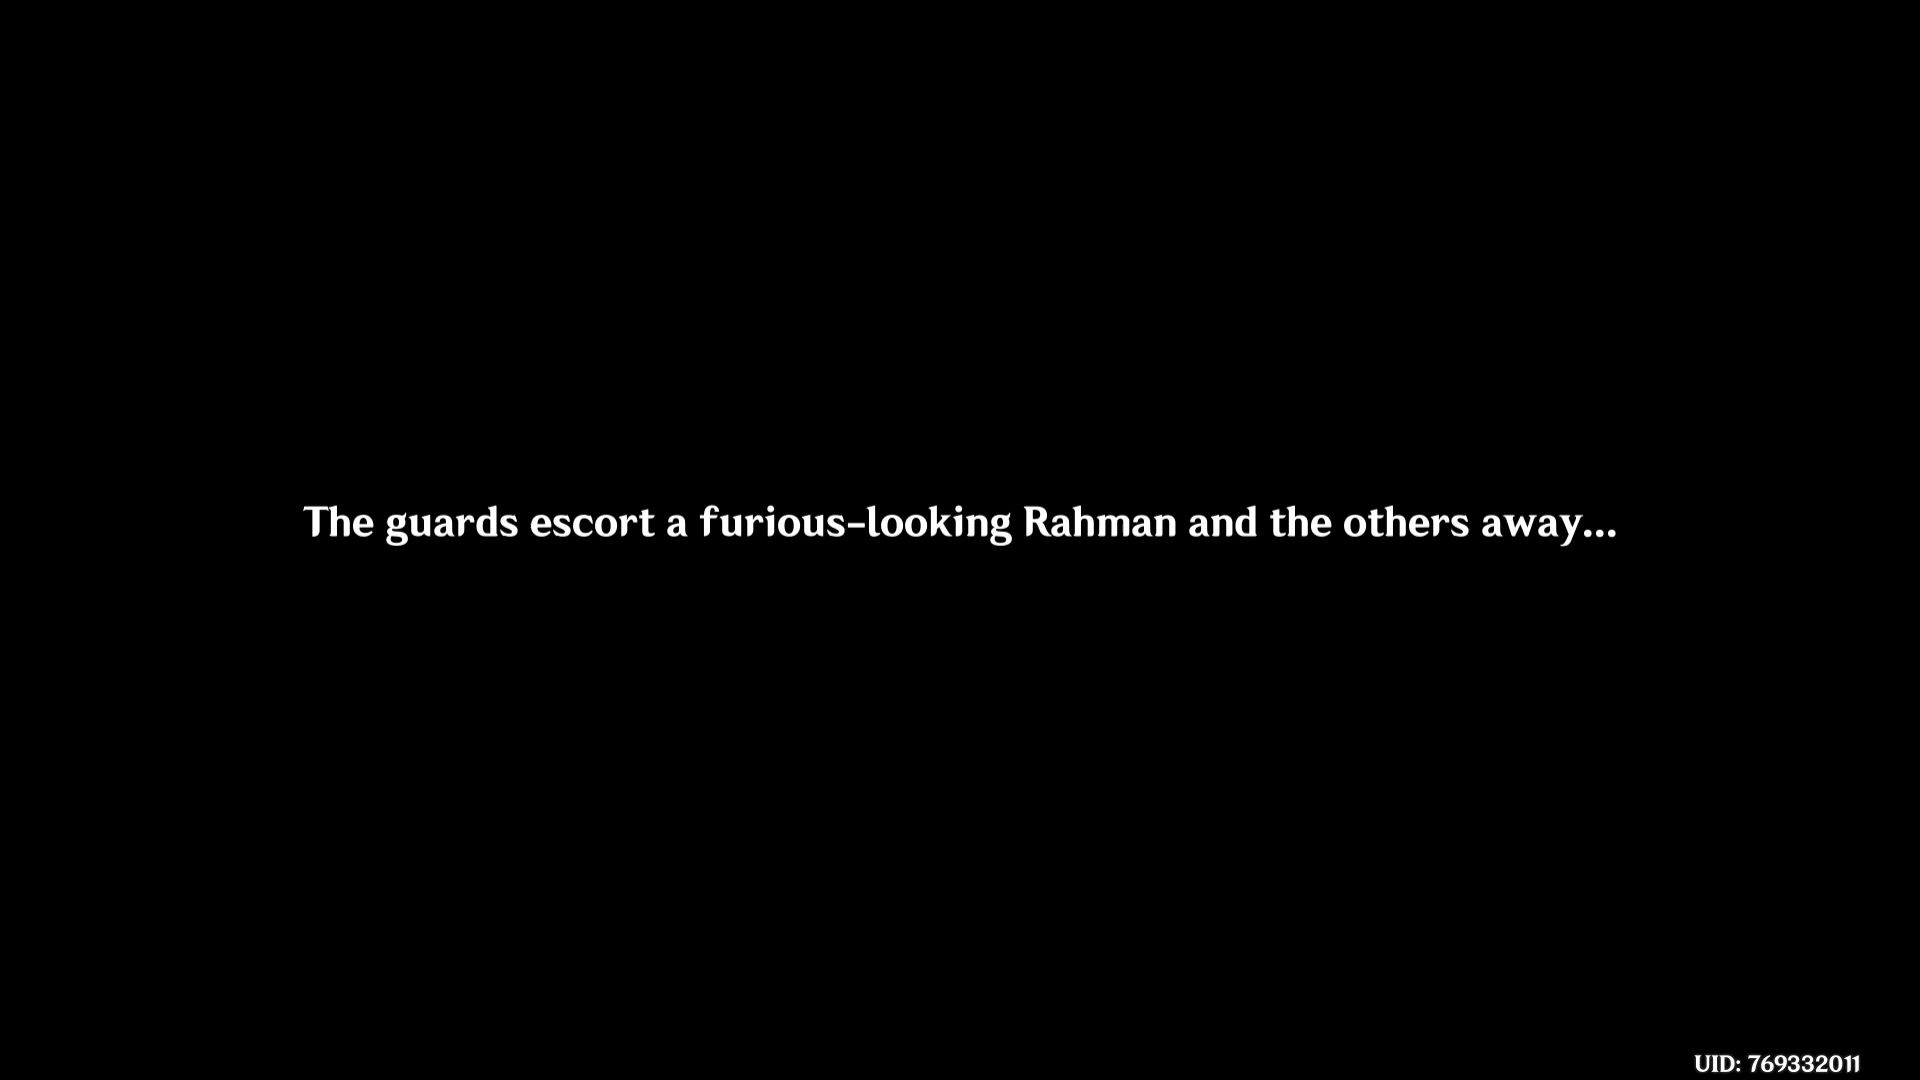 The guards escort a furious-looking Rahman and the others away...
UID: 769332011